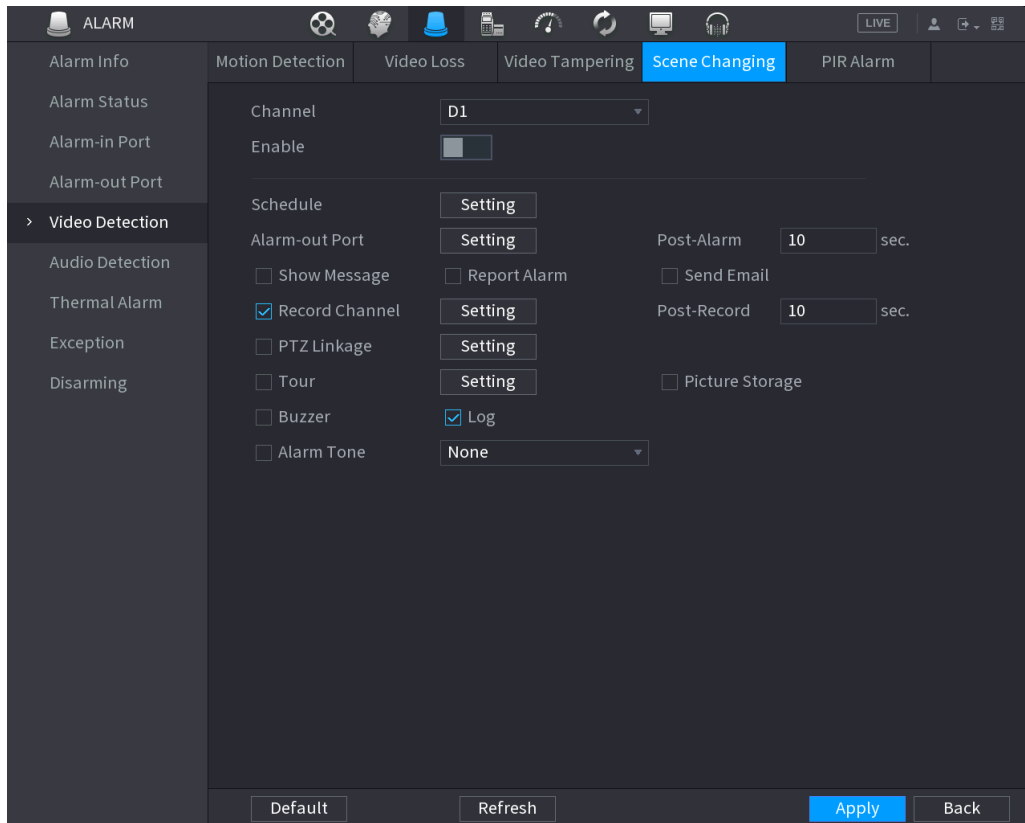 ALARM LIVE
Alarm Info
Alarm Status
Alarm-in Port
Alarm-out Port
> Video Detection
Audio Detection
Thermal Alarm
Exception
Disarming
Motion Detection Video Loss Video Tampering Scene Changing PIR Alarm
Channel D1
Enable
Schedule Setting
Alarm-out Port Setting Post-Alarm 10 sec.
Show Message Report Alarm Send Email
Record Channel Setting Post-Record 10 sec.
PTZ Linkage Setting
Tour Setting Picture Storage
Buzzer Log
Alarm Tone None
Default Refresh Apply Back